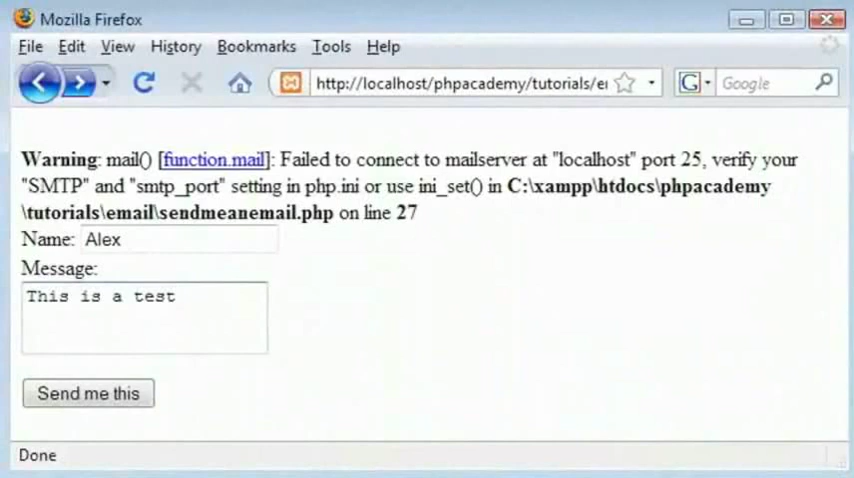 Mozilla Firefox
File Edit View History Bookmarks Tools Help
http://localhost/phpacademy/tutorials/er
G Google
Warning: mail() [function.mail]: Failed to connect to mailserver at "localhost" port 25, verify your
"SMTP" and "smtp_port" setting in php.ini or use ini_set() in C:\xampp\htdocs\phpacademy
\tutorials\email\sendmeanemail.php on line 27
Name: Alex
Message:
This is a test
Send me this
Done